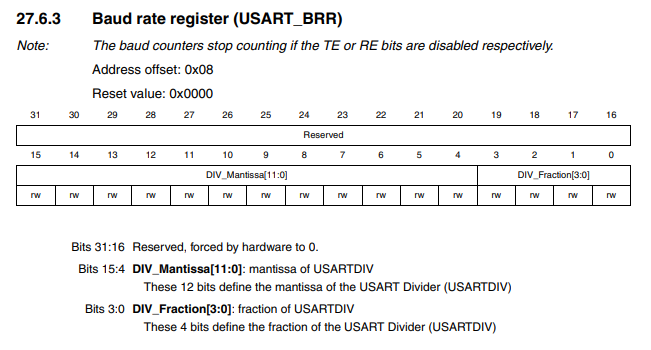 27.6.3 Baud rate register (USART_BRR)
Note: The baud counters stop counting if the TE or RE bits are disabled respectively.
Address offset: 0x08
Reset value: 0x0000
31 30 29 28 27 26 25 24 23 22 21 20 19 18 17 16
Reserved
15 14 13 12 11 10 9 8 7 6 5 4 3 2 1 0
DIV_Mantissa[11:0] DIV_Fraction[3:0]
rw rw rw rw rw rw rw rw rw rw rw rw rw rw rw rw
Bits 31:16 Reserved, forced by hardware to 0.
Bits 15:4 DIV_Mantissa[11:0]: mantissa of USARTDIV
These 12 bits define the mantissa of the USART Divider (USARTDIV)
Bits 3:0 DIV_Fraction[3:0]: fraction of USARTDIV
These 4 bits define the fraction of the USART Divider (USARTDIV)